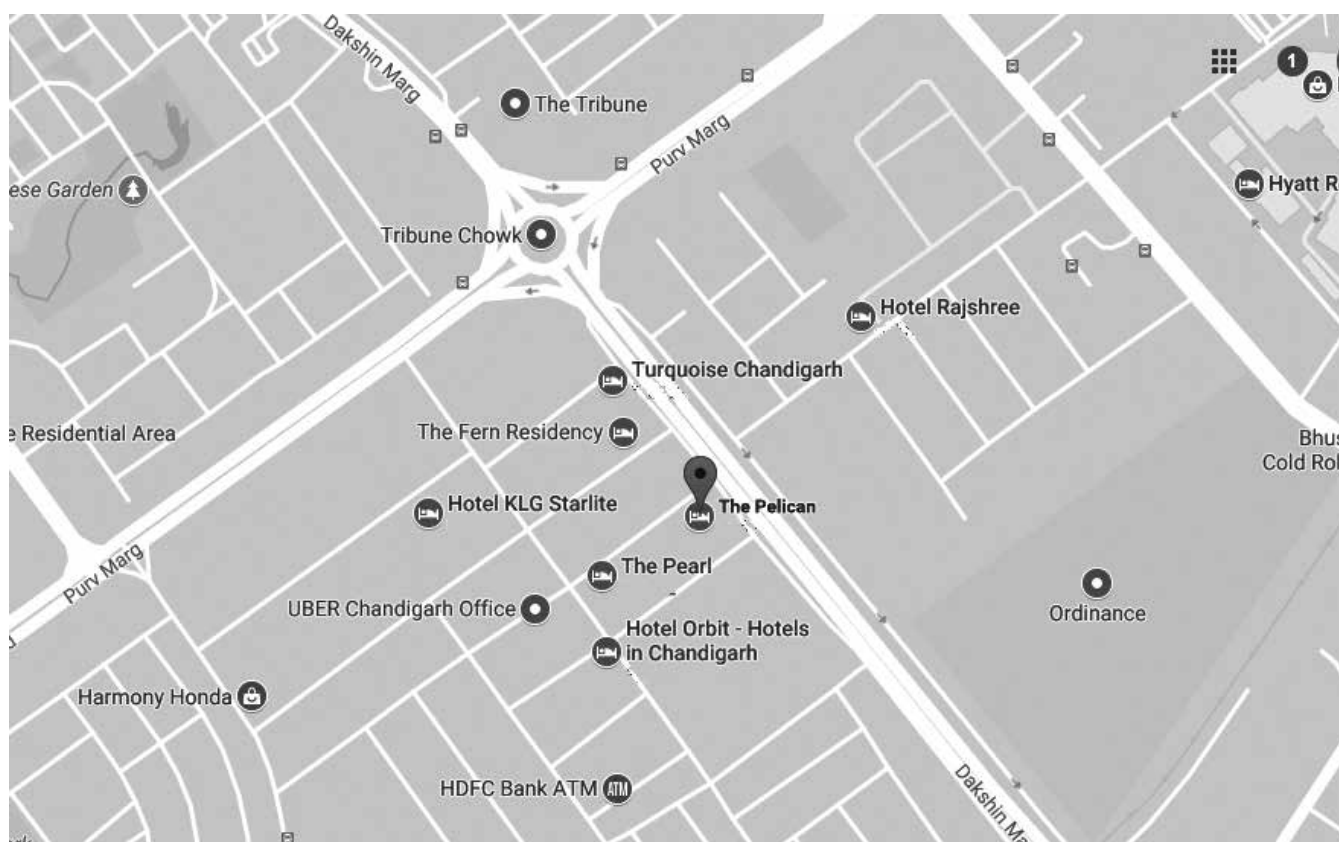 Dakshin Marg
The Tribune
Purv Marg
1
ese Garden
Hyatt R
Tribune Chowk
Hotel Rajshree
Turquoise Chandigarh
The Fern Residency
e Residential Area
Bhus
Cold Rol
Hotel KLG Starlite
The Pelican
Purv Marg
The Pearl
UBER Chandigarh Office
Ordinance
Hotel Orbit - Hotels
in Chandigarh
Harmony Honda
HDFC Bank ATM
ATM
Dakshin Ma